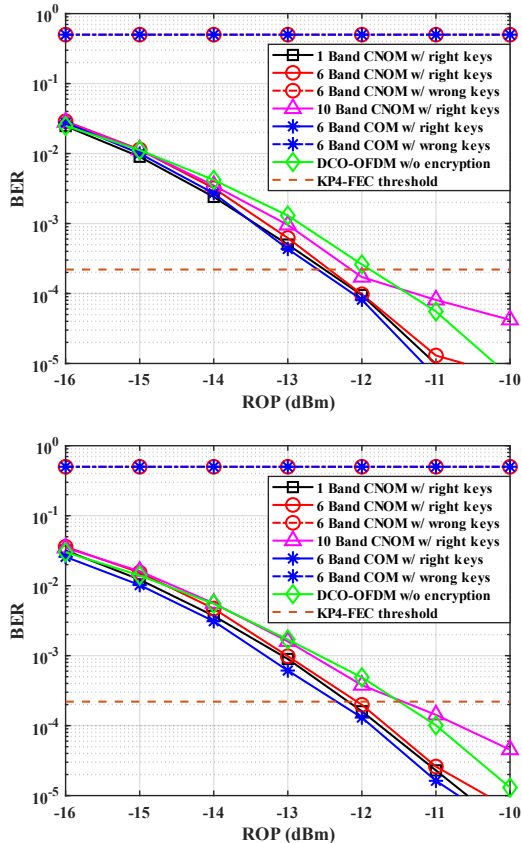 10^0
10^-1
10^-2
10^-3
10^-4
10^-5
BER
1 Band CNOM w/ right keys
6 Band CNOM w/ right keys
6 Band CNOM w/ wrong keys
10 Band CNOM w/ right keys
6 Band COM w/ right keys
6 Band COM w/ wrong keys
DCO-OFDM w/o encryption
KP4-FEC threshold
-16 -15 -14 -13 -12 -11 -10
ROP (dBm)
10^0
10^-1
10^-2
10^-3
10^-4
10^-5
BER
1 Band CNOM w/ right keys
6 Band CNOM w/ right keys
6 Band CNOM w/ wrong keys
10 Band CNOM w/ right keys
6 Band COM w/ right keys
6 Band COM w/ wrong keys
DCO-OFDM w/o encryption
KP4-FEC threshold
-16 -15 -14 -13 -12 -11 -10
ROP (dBm)